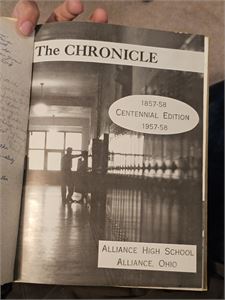 The CHRONICLE
1857-58
CENTENNIAL EDITION
1957-58
ALLIANCE HIGH SCHOOL
ALLIANCE, OHIO